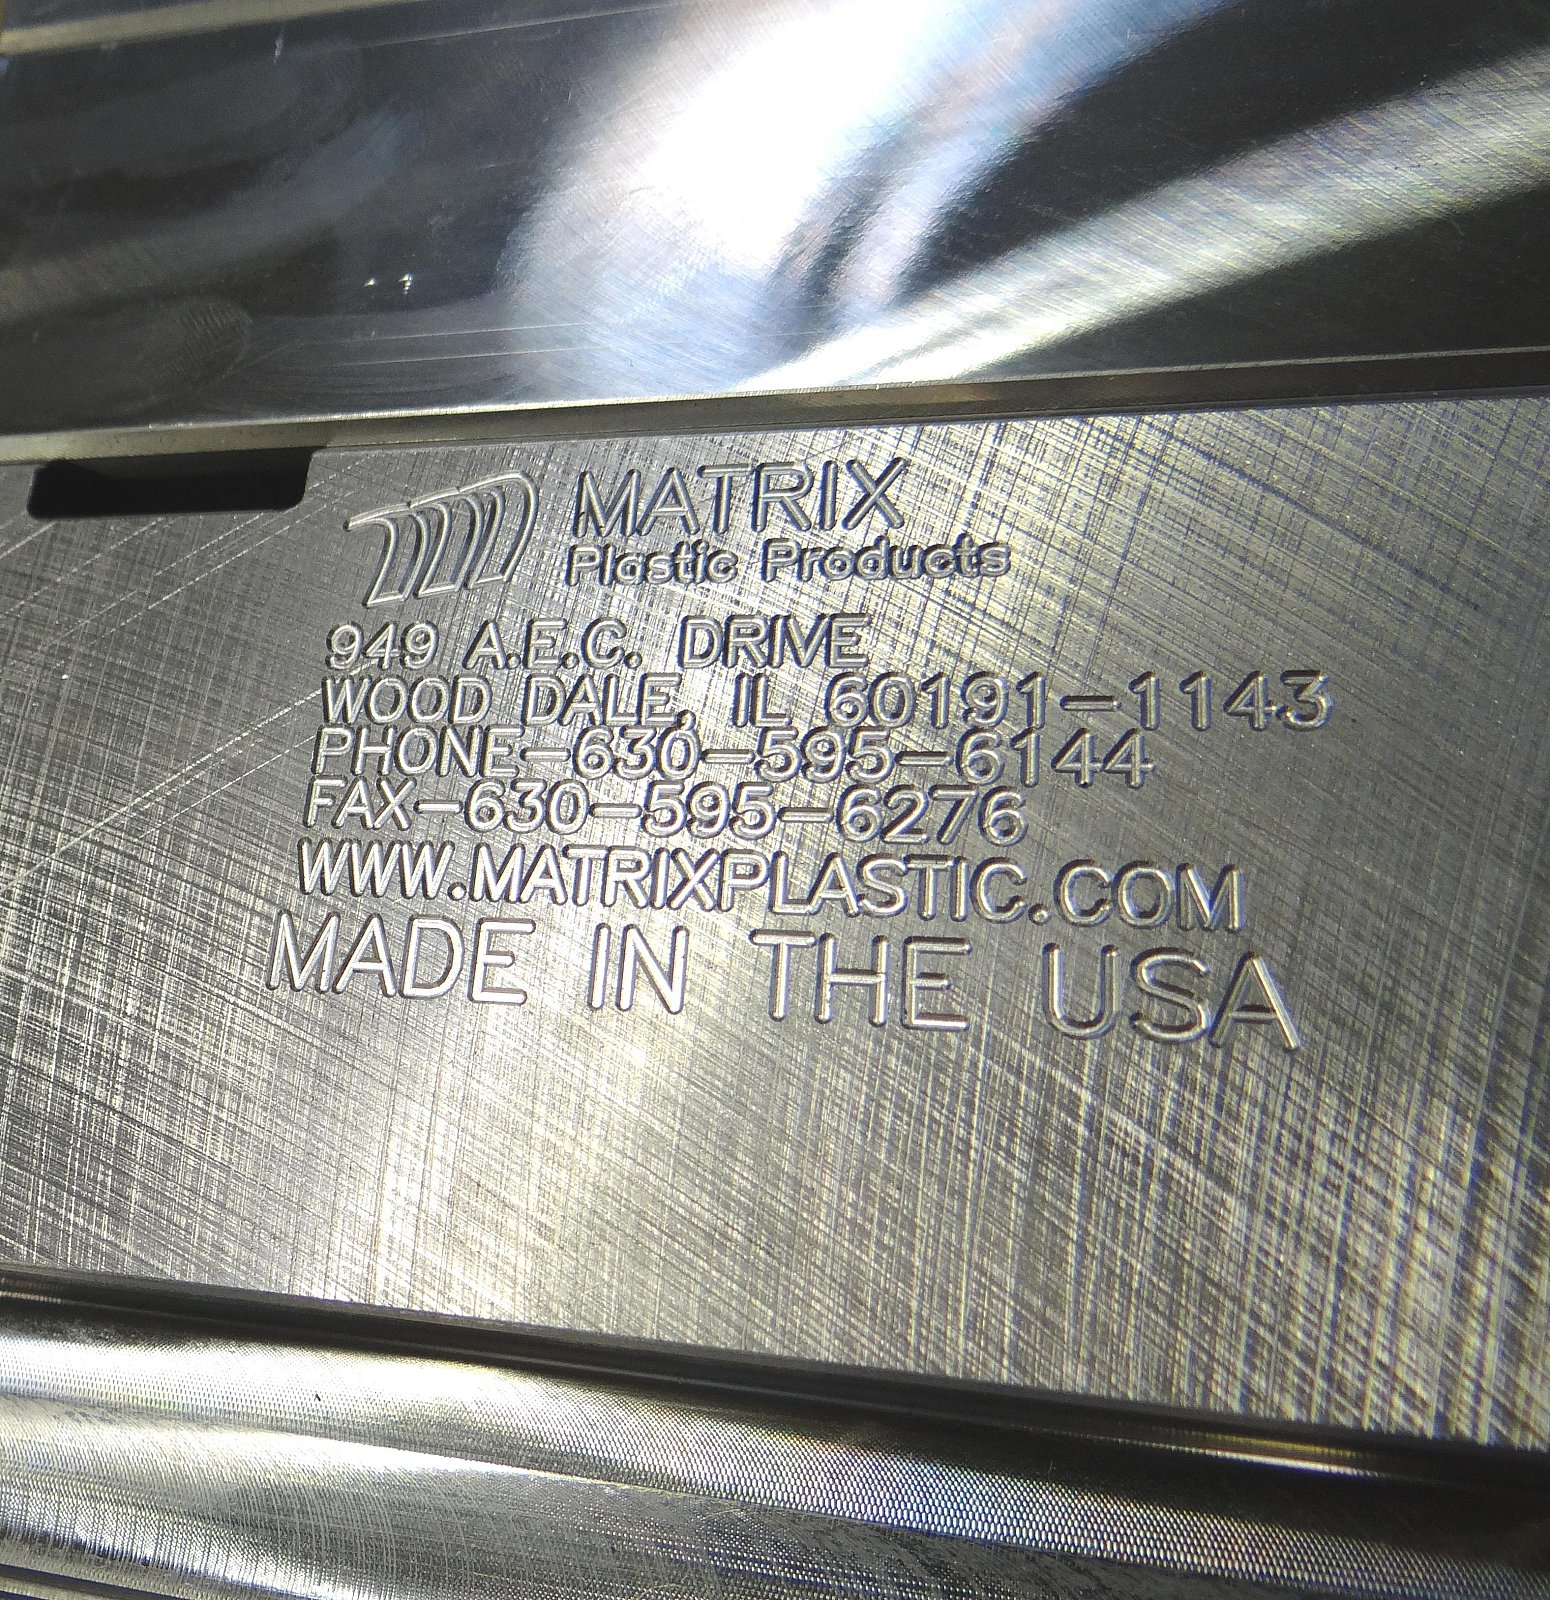 MATRIX
Plastic Products
949 A.E.C. DRIVE
WOOD DALE, IL 60191-1143
PHONE-630-595-6144
FAX-630-595-6276
WWW.MATRIXPLASTIC.COM
MADE IN THE USA